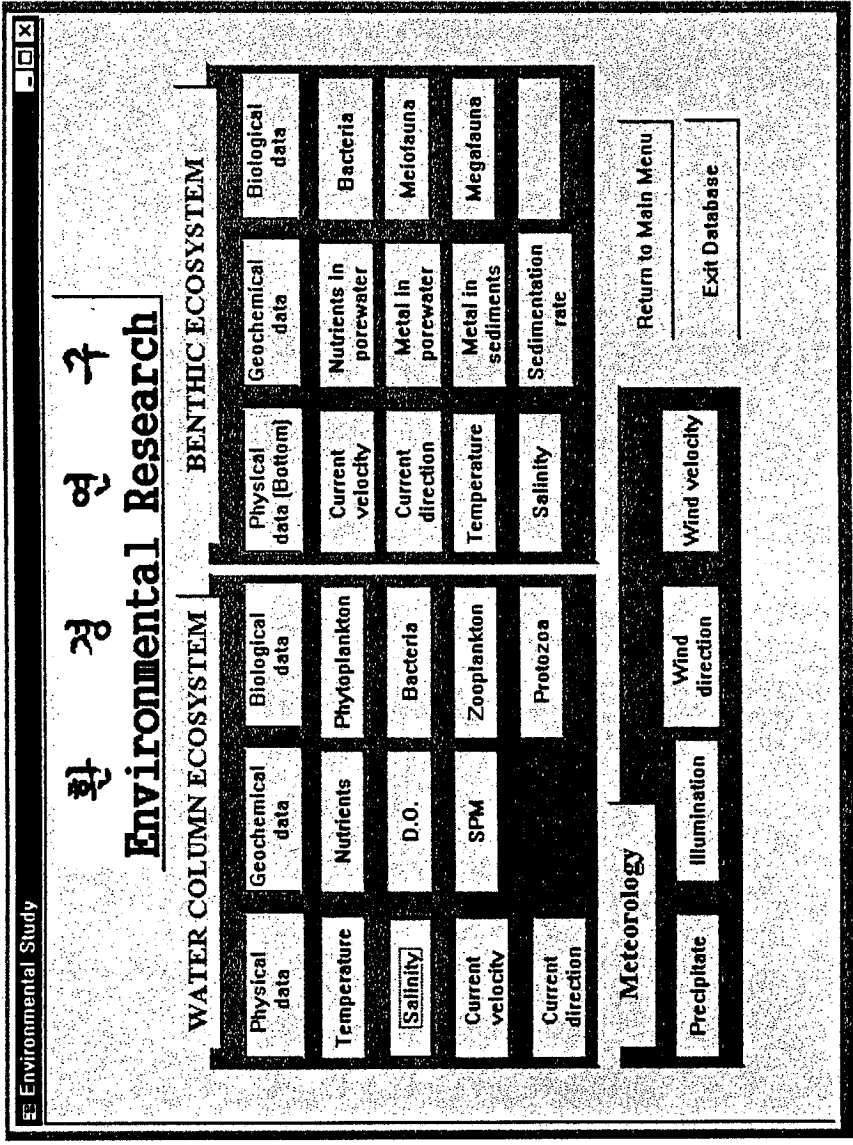 Environmental Study
환 경 연 구
Environmental Research
WATER COLUMN ECOSYSTEM
Physical data
Geochemical data
Biological data
Temperature
Nutrients
Phytoplankton
Salinity
D.O.
Bacteria
Current velocity
SPM
Zooplankton
Current direction
Protozoa
BENTHIC ECOSYSTEM
Physical data (Bottom)
Geochemical data
Biological data
Current velocity
Nutrients in porewater
Bacteria
Current direction
Metal in porewater
Meiofauna
Temperature
Metal in sediments
Megafauna
Salinity
Sedimentation rate
Meteorology
Precipitate
Illumination
Wind direction
Wind velocity
Return to Main Menu
Exit Database